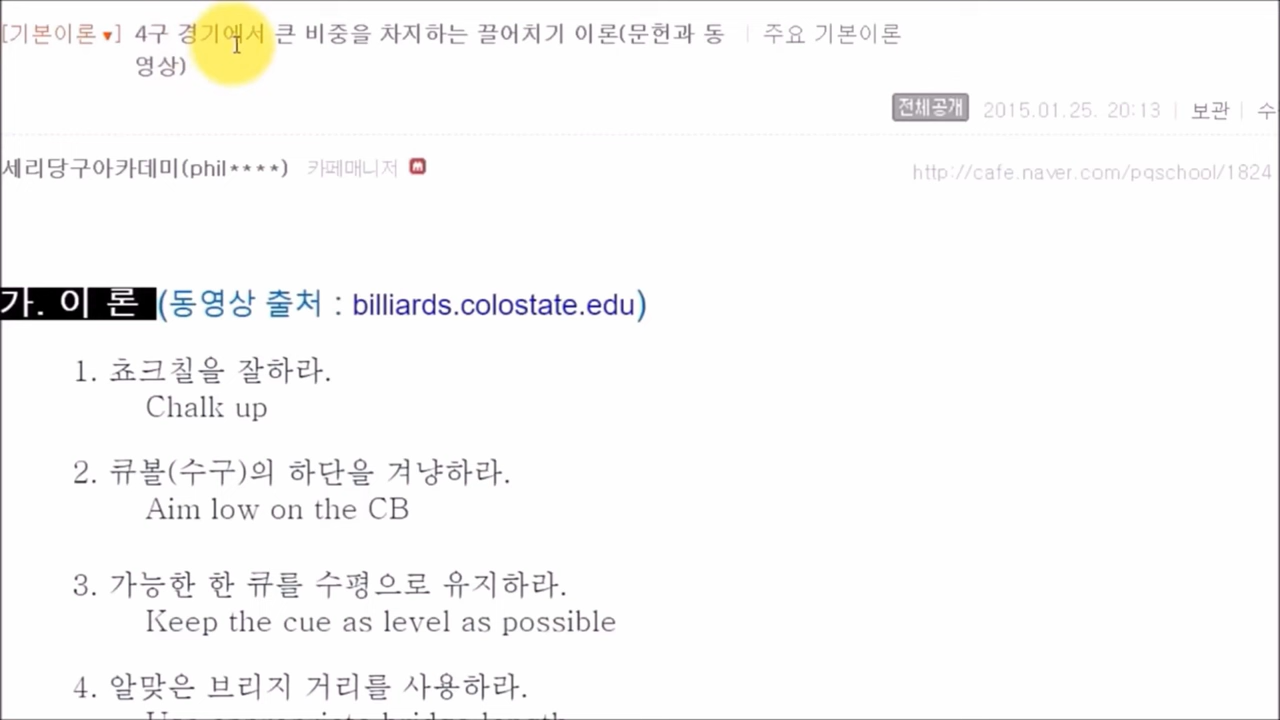 [기본이론▼] 4구 경기에서 큰 비중을 차지하는 끌어치기 이론(문헌과 동 | 주요 기본이론
영상)
전체공개 2015.01.25. 20:13 | 보관 | 수
세리당구아카데미(phil****) 카페매니저
http://cafe.naver.com/pqschool/1824
가. 이 론 (동영상 출처 : billiards.colostate.edu)
1. 쵸크칠을 잘하라.
Chalk up
2. 큐볼(수구)의 하단을 겨냥하라.
Aim low on the CB
3. 가능한 한 큐를 수평으로 유지하라.
Keep the cue as level as possible
4. 알맞은 브리지 거리를 사용하라.
Use appropriate bridge length